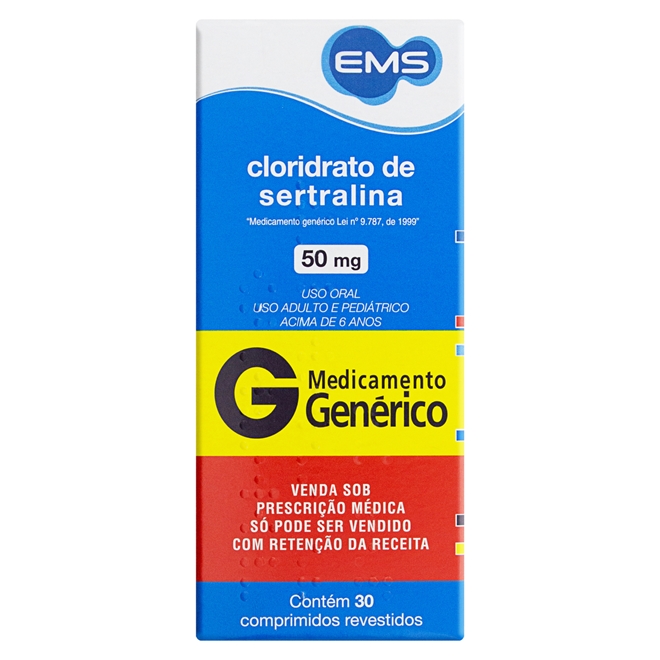 EMS
cloridrato de
sertralina
"Medicamento genérico Lei nº 9.787, de 1999"
50 mg
USO ORAL
USO ADULTO E PEDIÁTRICO
ACIMA DE 6 ANOS
G Medicamento
Genérico
VENDA SOB
PRESCRIÇÃO MÉDICA
SÓ PODE SER VENDIDO
COM RETENÇÃO DA RECEITA
Contém 30
comprimidos revestidos